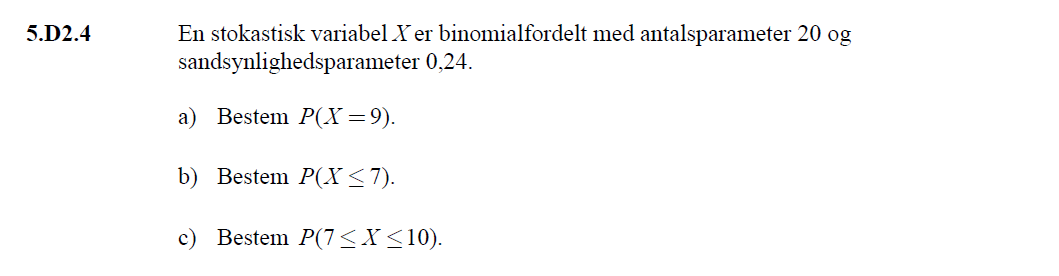 5.D2.4 En stokastisk variabel X er binomialfordelt med antalsparameter 20 og
sandsynlighedsparameter 0,24.
a) Bestem P(X = 9).
b) Bestem P(X ≤ 7).
c) Bestem P(7 ≤ X ≤ 10).